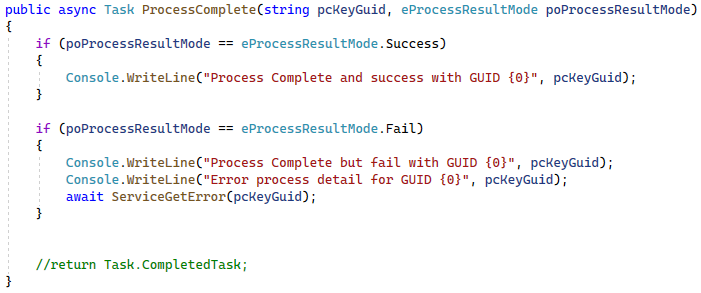 public async Task ProcessComplete(string pcKeyGuid, eProcessResultMode poProcessResultMode)
{
    if (poProcessResultMode == eProcessResultMode.Success)
    {
        Console.WriteLine("Process Complete and success with GUID {0}", pcKeyGuid);
    }

    if (poProcessResultMode == eProcessResultMode.Fail)
    {
        Console.WriteLine("Process Complete but fail with GUID {0}", pcKeyGuid);
        Console.WriteLine("Error process detail for GUID {0}", pcKeyGuid);
        await ServiceGetError(pcKeyGuid);
    }


    //return Task.CompletedTask;
}